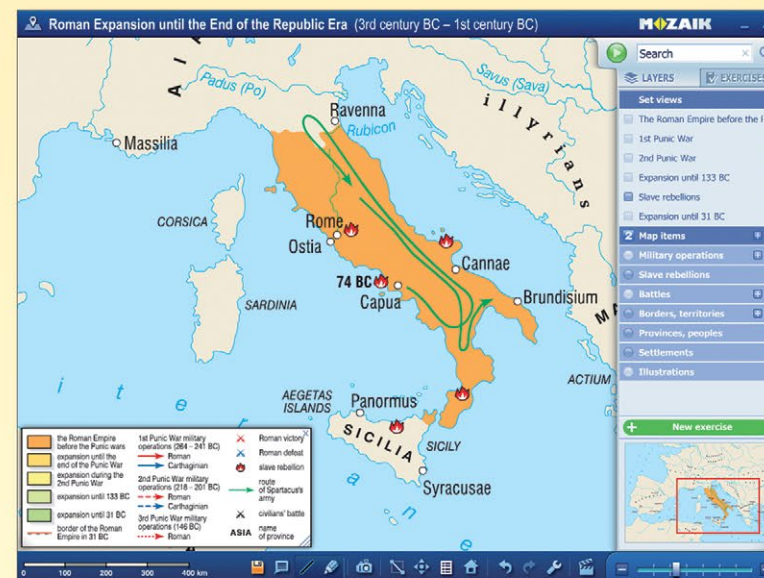 Roman Expansion until the End of the Republic Era (3rd century BC – 1st century BC)
MOZAIK
Search
LAYERS
EXERCISES
Set views
The Roman Empire before the
1st Punic War
2nd Punic War
Expansion until 133 BC
Slave rebellions
Expansion until 31 BC
Map items
Military operations
Slave rebellions
Battles
Borders, territories
Provinces, peoples
Settlements
Illustrations
New exercise
Padus (Po)
Savus (Sava)
illyrians
Ravenna
Rubicon
Massilia
CORSICA
Rome
Ostia
Cannae
74 BC
Capua
Brundisium
SARDINIA
ACTIUM
AEGETAS
ISLANDS
Panormus
SICILIA
SICILY
Syracusae
the Roman Empire
before the Punic wars
expansion until the
end of the Punic War
expansion during the
2nd Punic War
expansion until 133 BC
expansion until 31 BC
border of the Roman
Empire in 31 BC
1st Punic War military
operations (264 – 241 BC)
Roman
Carthaginian
2nd Punic War military
operations (218 - 201 BC)
Roman
Carthaginian
3rd Punic War military
operations (146 BC)
Roman
Roman victory
Roman defeat
slave rebellion
route
of Spartacus's
army
civilians' battle
ASIA
name
of province
0 100 200 300 400 km